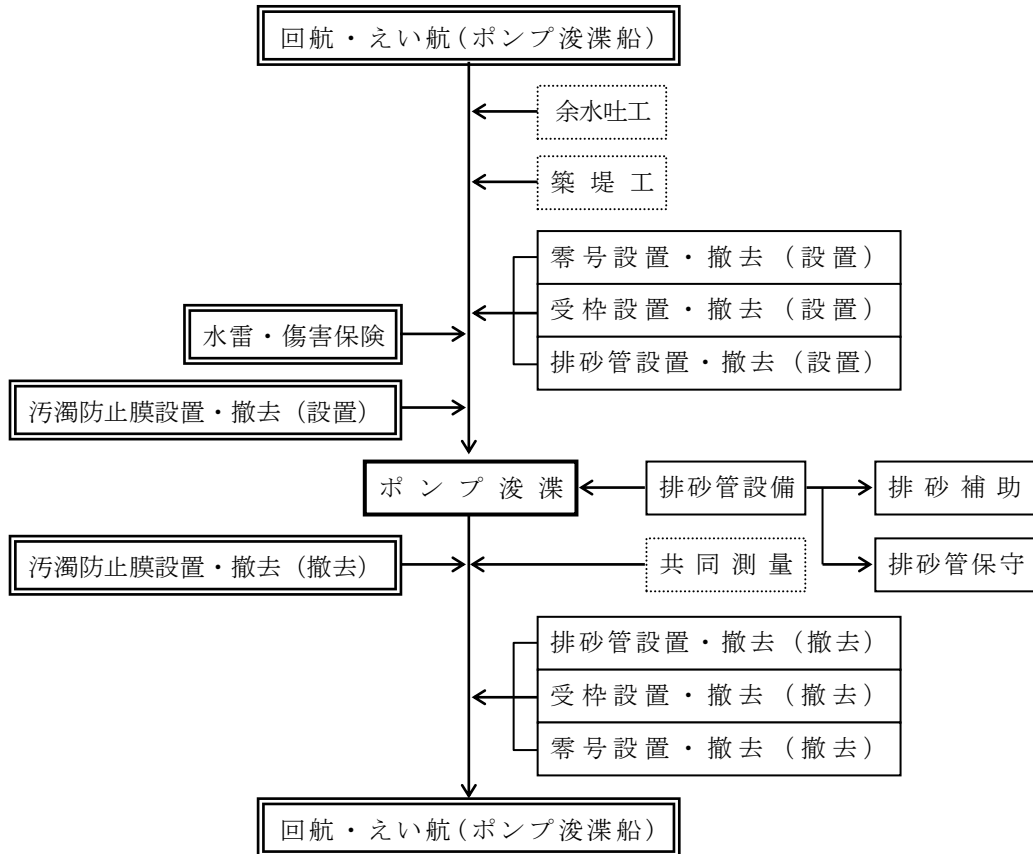 回航・えい航(ポンプ浚渫船)
余水吐工
築堤工
零号設置・撤去(設置)
受枠設置・撤去(設置)
排砂管設置・撤去(設置)
水雷・傷害保険
汚濁防止膜設置・撤去(設置)
ポンプ浚渫
排砂管設備
排砂補助
排砂管保守
汚濁防止膜設置・撤去(撤去)
共同測量
排砂管設置・撤去(撤去)
受枠設置・撤去(撤去)
零号設置・撤去(撤去)
回航・えい航(ポンプ浚渫船)